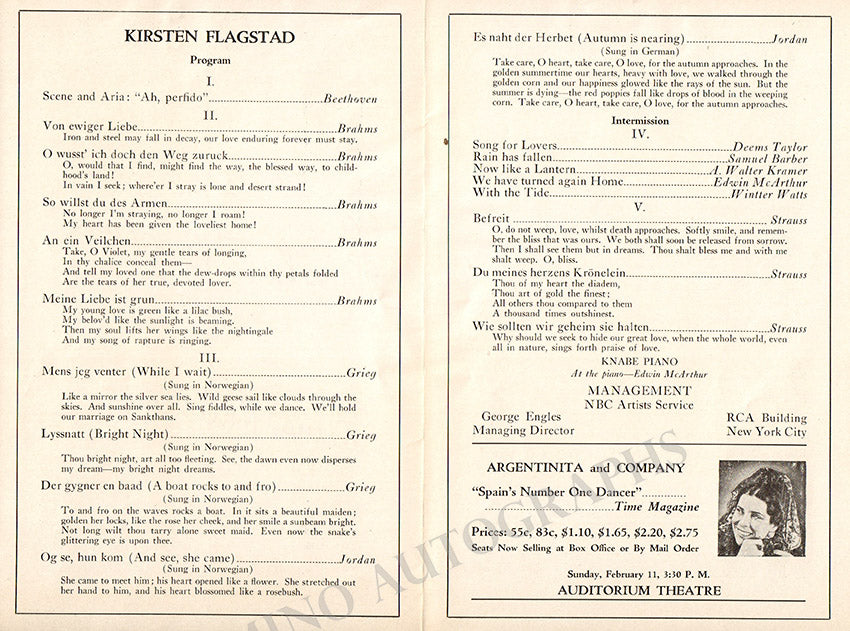 KIRSTEN FLAGSTAD
Program
I.
Scene and Aria: "Ah, perfido"..........Beethoven
II.
Von ewiger Liebe..........Brahms
Iron and steel may fall in decay, our love enduring forever must stay.
O wusst' ich doch den Weg zuruck..........Brahms
O, would that I find, might find the way, the blessed way, to child-
hood's land!
In vain I seek; where'er I stray is lone and desert strand!
So willst du des Armen..........Brahms
No longer I'm straying, no longer I roam!
My heart has been given the loveliest home!
An ein Veilchen..........Brahms
Take, O Violet, my gentle tears of longing,
In thy chalice conceal them—
And tell my loved one that the dew-drops within thy petals folded
Are the tears of her true, devoted lover.
Meine Liebe ist grun..........Brahms
My young love is green like a lilac bush,
My belov'd like the sunlight is beaming.
Then my soul lifts her wings like the nightingale
And my song of rapture is ringing.
III.
Mens jeg venter (While I wait)..........Grieg
(Sung in Norwegian)
Like a mirror the silver sea lies. Wild geese sail like clouds through the
skies. And sunshine over all. Sing fiddles, while we dance. We'll hold
our marriage on Sankthans.
Lyssnatt (Bright Night)..........Grieg
(Sung in Norwegian)
Thou bright night, art all too fleeting. See, the dawn even now disperses
my dream—my bright night dreams.
Der gygner en baad (A boat rocks to and fro)..........Grieg
(Sung in Norwegian)
To and fro on the waves rocks a boat. In it sits a beautiful maiden;
golden her locks, like the rose her cheek, and her smile a sunbeam bright.
Not long wilt thou tarry alone sweet maid. Even now the snake's
glittering eye is upon thee.
Og se, hun kom (And see, she came)..........Jordan
(Sung in Norwegian)
She came to meet him; his heart opened like a flower. She stretched out
her hand to him, and his heart blossomed like a rosebush.
Es naht der Herbet (Autumn is nearing)..........Jordan
(Sung in German)
Take care, O heart, take care, O love, for the autumn approaches. In the
golden summertime our hearts, heavy with love, we walked through the
golden corn and our happiness glowed like the rays of the sun. But the
summer is dying—the red poppies fall like drops of blood in the weeping
corn. Take care, O heart, take care, O love, for the autumn approaches.
Intermission
IV.
Song for Lovers..........Deems Taylor
Rain has fallen..........Samuel Barber
Now like a Lantern..........A. Walter Kramer
We have turned again Home..........Edwin McArthur
With the Tide..........Wintter Watts
V.
Befreit..........Strauss
O, do not weep, love, whilst death approaches. Softly smile, and remem-
ber the bliss that was ours. We both shall soon be released from sorrow.
Then I shall see them but in dreams. Thou shalt bless me and with me
shalt weep. O, bliss.
Du meines herzens Krönelein..........Strauss
Thou of my heart the diadem,
Thou art of gold the finest;
All others thou compared to them
A thousand times outshinest.
Wie sollten wir geheim sie halten..........Strauss
Why should we seek to hide our great love, when the whole world, even
all in nature, sings forth praise of love.
KNABE PIANO
At the piano—Edwin McArthur
MANAGEMENT
NBC Artists Service
George Engles RCA Building
Managing Director New York City
ARGENTINITA and COMPANY
"Spain's Number One Dancer"..........
..........Time Magazine
Prices: 55c, 83c, $1.10, $1.65, $2.20, $2.75
Seats Now Selling at Box Office or By Mail Order
Sunday, February 11, 3:30 P. M.
AUDITORIUM THEATRE
MINO AUTOGRAPHS